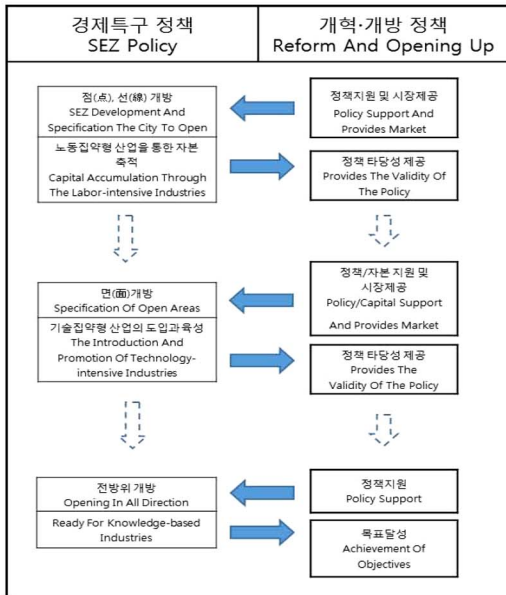 경제특구 정책
SEZ Policy
개혁·개방 정책
Reform And Opening Up
점(点), 선(線) 개방
SEZ Development And
Specification The City To Open
노동집약형 산업을 통한 자본
축적
Capital Accumulation Through
The Labor-intensive Industries
정책지원 및 시장제공
Policy Support And
Provides Market
정책 타당성 제공
Provides The Validity Of
The Policy
면(面)개방
Specification Of Open Areas
기술집약형 산업의 도입과 육성
The Introduction And
Promotion Of Technology-
intensive Industries
정책/자본 지원 및
시장제공
Policy/Capital Support
And Provides Market
정책 타당성 제공
Provides The
Validity Of The Policy
전방위 개방
Opening In All Direction
Ready For Knowledge-based
Industries
정책지원
Policy Support
목표달성
Achievement Of
Objectives